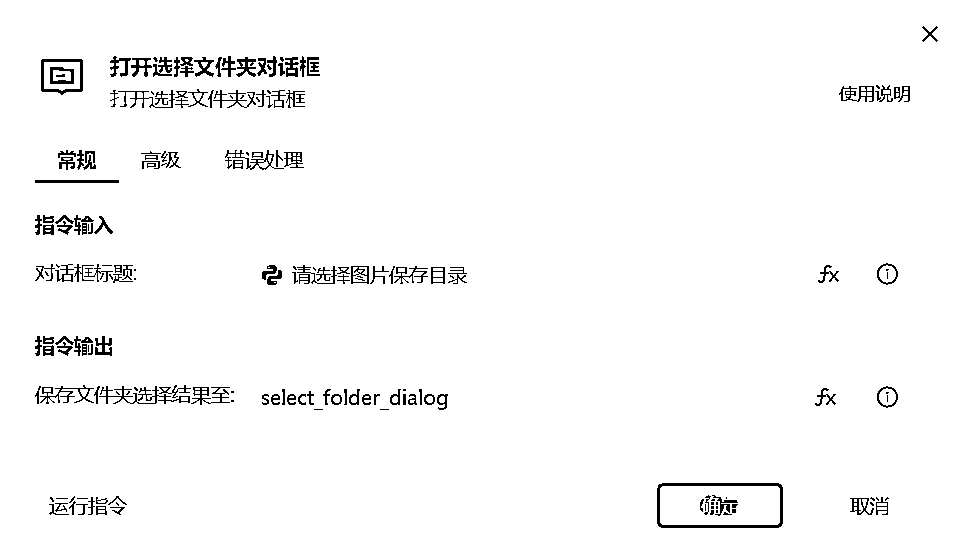 打开选择文件夹对话框
打开选择文件夹对话框
使用说明
常规 高级 错误处理
指令输入
对话框标题: 请选择图片保存目录 fx
指令输出
保存文件夹选择结果至: select_folder_dialog fx
运行指令 确定 取消